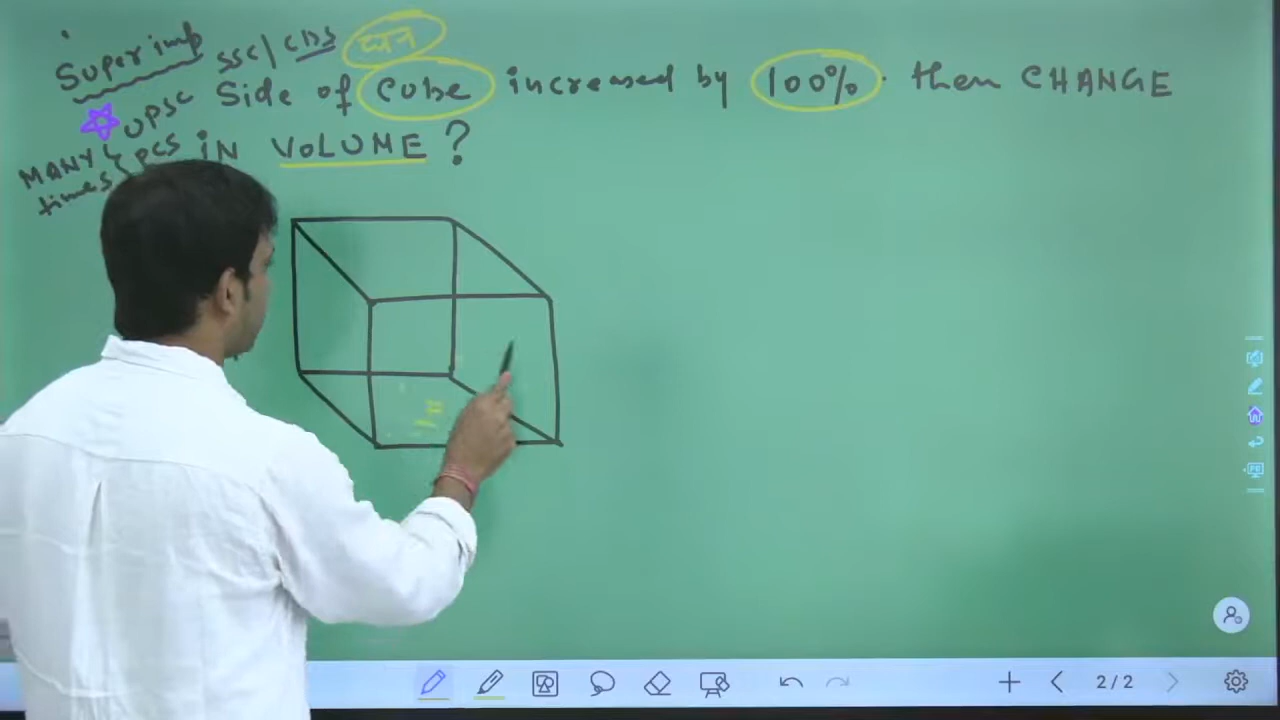 Super imp SSC/CDS घन
Side of Cube increased by 100% . then CHANGE
UPSC
IN VOLUME ?
MANY times } PCS
2/2